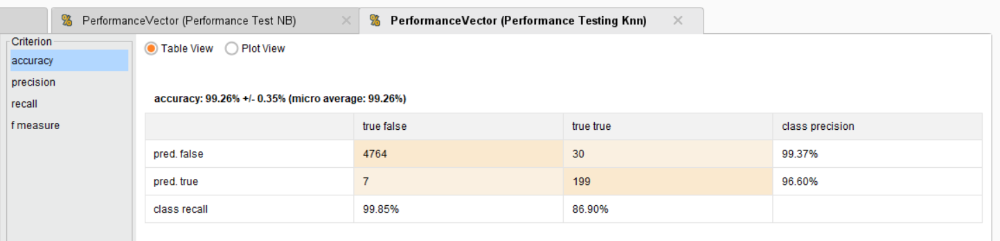 PerformanceVector (Performance Test NB)
PerformanceVector (Performance Testing Knn)
Criterion
accuracy
precision
recall
f measure
Table View Plot View
accuracy: 99.26% +/- 0.35% (micro average: 99.26%)
true false true true class precision
pred. false 4764 30 99.37%
pred. true 7 199 96.60%
class recall 99.85% 86.90%